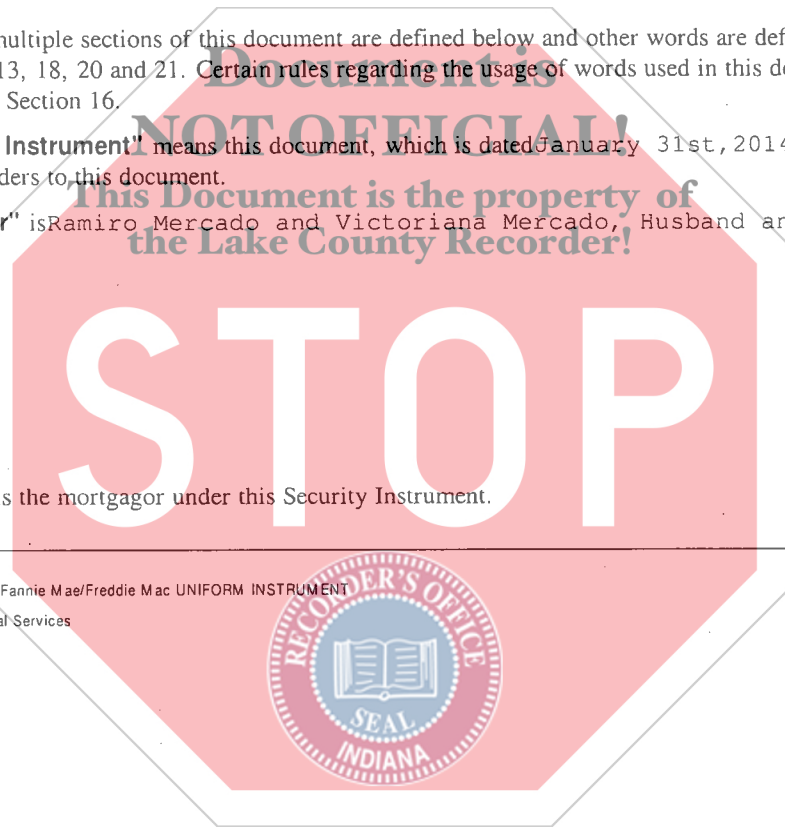 multiple sections of this document are defined below and other words are def
13, 18, 20 and 21. Certain rules regarding the usage of words used in this d
Section 16.
Document is
NOT OFFICIAL!
Instrument" means this document, which is datedJanuary 31st,2014
ders to this document.
This Document is the property of
the Lake County Recorder!
r" isRamiro Mercado and Victoriana Mercado, Husband an
STOP
s the mortgagor under this Security Instrument.
Fannie Mae/Freddie Mac UNIFORM INSTRUMENT
al Services
RECORDER'S OFFICE
SEAL
INDIANA